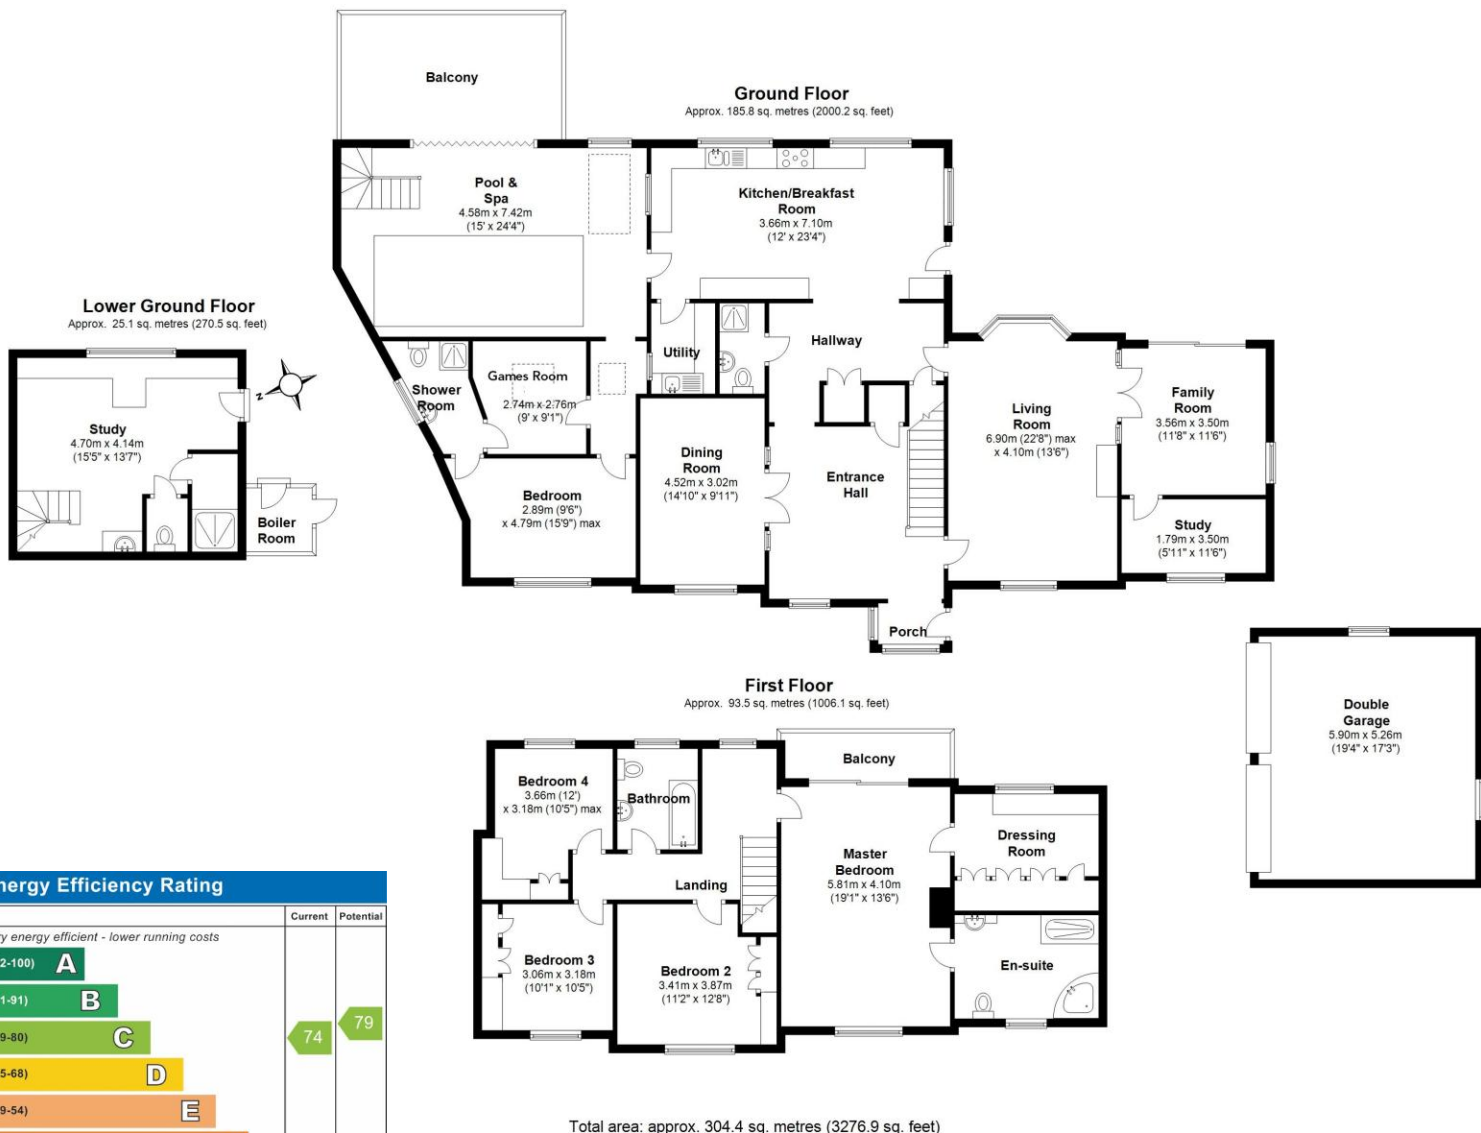 Balcony
Ground Floor
Approx. 185.8 sq. metres (2000.2 sq. feet)
Pool &
Spa
4.58m x 7.42m
(15' x 24'4")
Kitchen/Breakfast
Room
3.66m x 7.10m
(12' x 23'4")
Lower Ground Floor
Approx. 25.1 sq. metres (270.5 sq. feet)
Study
4.70m x 4.14m
(15'5" x 13'7")
z
Boiler
Room
Shower
Room
Games Room
2.74m x 2.76m
(9' x 9'1")
Utility
Hallway
Bedroom
2.89m (9'6")
x 4.79m (15'9") max
Dining
Room
4.52m x 3.02m
(14'10" x 9'11")
Entrance
Hall
Living
Room
6.90m (22'8") max
x 4.10m (13'6")
Family
Room
3.56m x 3.50m
(11'8" x 11'6")
Study
1.79m x 3.50m
(5'11" x 11'6")
Porch
Double
Garage
5.90m x 5.26m
(19'4" x 17'3")
First Floor
Approx. 93.5 sq. metres (1006.1 sq. feet)
Balcony
Bedroom 4
3.66m (12')
x 3.18m (10'5") max
Bathroom
Landing
Master
Bedroom
5.81m x 4.10m
(19'1" x 13'6")
Dressing
Room
Bedroom 3
3.06m x 3.18m
(10'1" x 10'5")
Bedroom 2
3.41m x 3.87m
(11'2" x 12'8")
En-suite
nergy Efficiency Rating
Current Potential
ry energy efficient - lower running costs
2-100) A
1-91) B
9-80) C 74 79
5-68) D
9-54) E
Total area: approx. 304.4 sq. metres (3276.9 sq. feet)